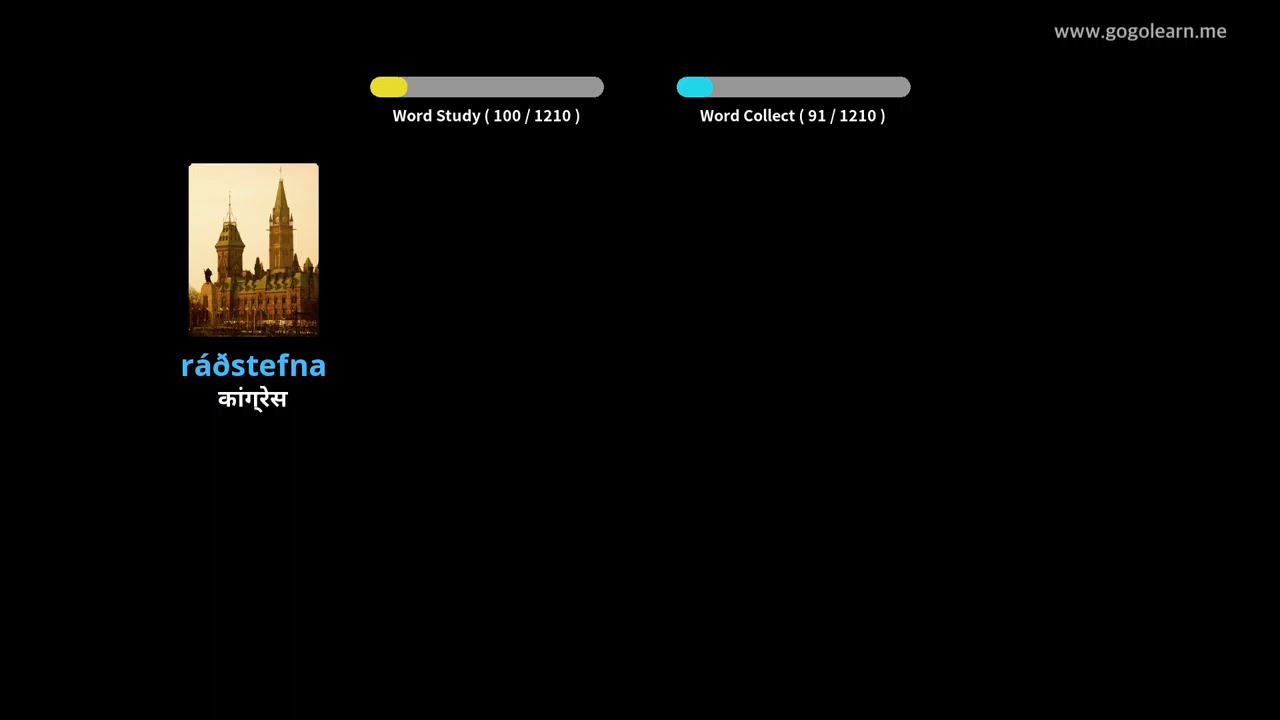 www.gogolearn.me
Word Study ( 100 / 1210 )
Word Collect ( 91 / 1210 )
ráðstefna
कांग्रेस